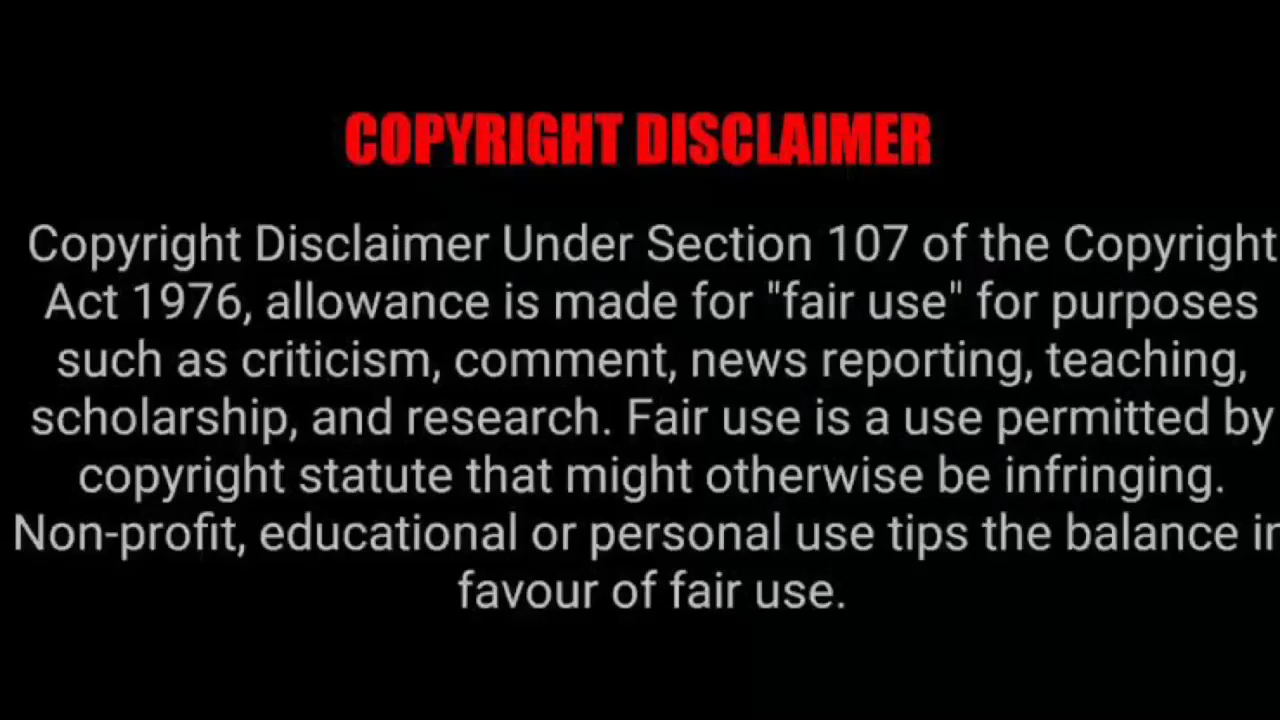 COPYRIGHT DISCLAIMER
Copyright Disclaimer Under Section 107 of the Copyright
Act 1976, allowance is made for "fair use" for purposes
such as criticism, comment, news reporting, teaching,
scholarship, and research. Fair use is a use permitted by
copyright statute that might otherwise be infringing.
Non-profit, educational or personal use tips the balance in
favour of fair use.